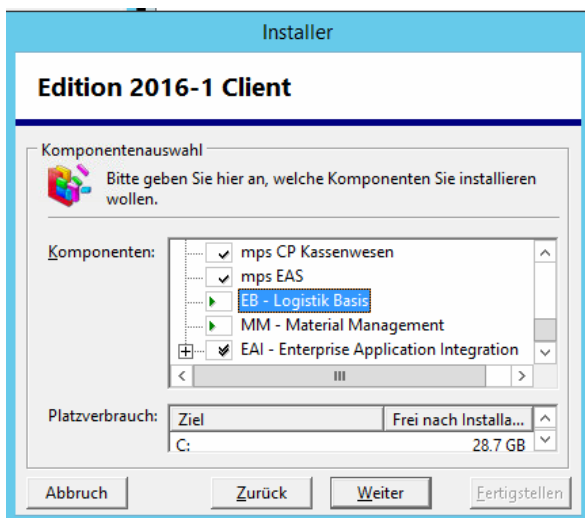 Installer
Edition 2016-1 Client
Komponentenauswahl
Bitte geben Sie hier an, welche Komponenten Sie installieren
wollen.
Komponenten:
mps CP Kassenwesen
mps EAS
EB - Logistik Basis
MM - Material Management
EAI - Enterprise Application Integration
Platzverbrauch:
Ziel Frei nach Installa...
C: 28.7 GB
Abbruch Zurück Weiter Fertigstellen